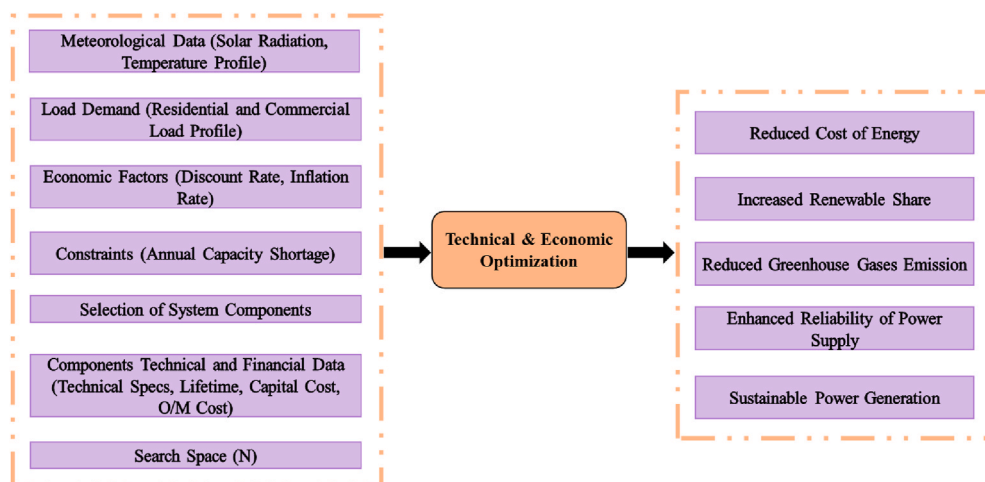 Meteorological Data (Solar Radiation,
Temperature Profile)
Load Demand (Residential and Commercial
Load Profile)
Economic Factors (Discount Rate, Inflation
Rate)
Constraints (Annual Capacity Shortage)
Selection of System Components
Components Technical and Financial Data
(Technical Specs, Lifetime, Capital Cost,
O/M Cost)
Search Space (N)
Technical & Economic
Optimization
Reduced Cost of Energy
Increased Renewable Share
Reduced Greenhouse Gases Emission
Enhanced Reliability of Power
Supply
Sustainable Power Generation